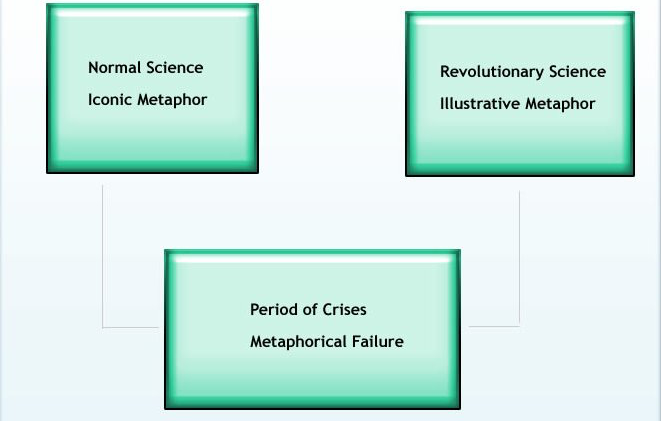 Normal Science
Iconic Metaphor
Revolutionary Science
Illustrative Metaphor
Period of Crises
Metaphorical Failure